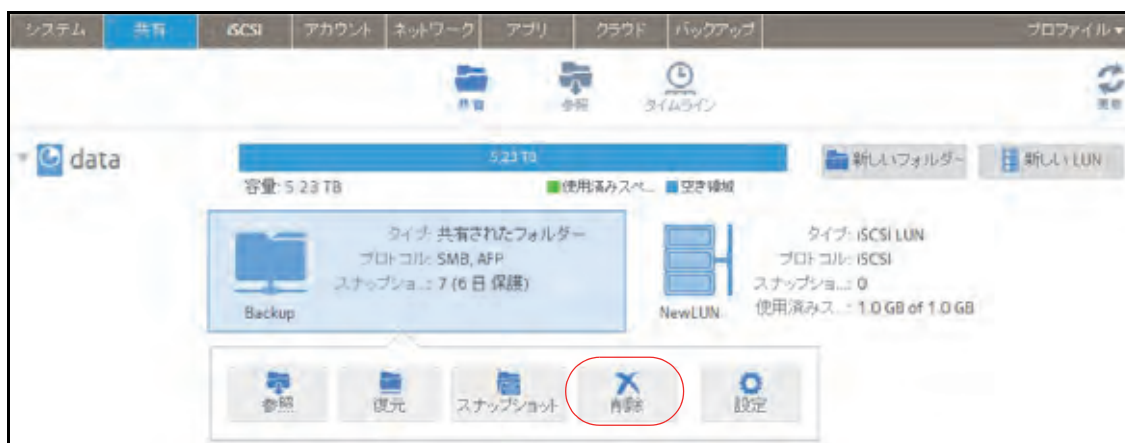 システム 共有 iSCSI アカウント ネットワーク アプリ クラウド バックアップ プロファイル
共有 参照 タイムライン 更新
data
5.23 TB
新しいフォルダー 新しい LUN
容量: 5.23 TB 使用済みスペ... 空き領域
タイプ: 共有されたフォルダー
プロトコル: SMB, AFP
スナップショ...: 7 (6 日 保護)
Backup
タイプ: iSCSI LUN
プロトコル: iSCSI
スナップショ...: 0
使用済みス...: 1.0 GB of 1.0 GB
NewLUN
参照 復元 スナップショット 削除 設定